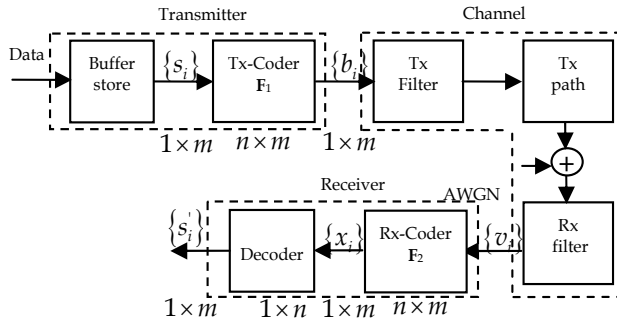 Transmitter
Channel
Data
Buffer store
{s_i}
Tx-Coder F₁
{b_i}
Tx Filter
Tx path
1 × m
n × m
1 × m
+
Receiver
AWGN
{s'_i}
Decoder
{x_i}
Rx-Coder F₂
{v_i}
Rx filter
1 × m
1 × n
1 × m
n × m